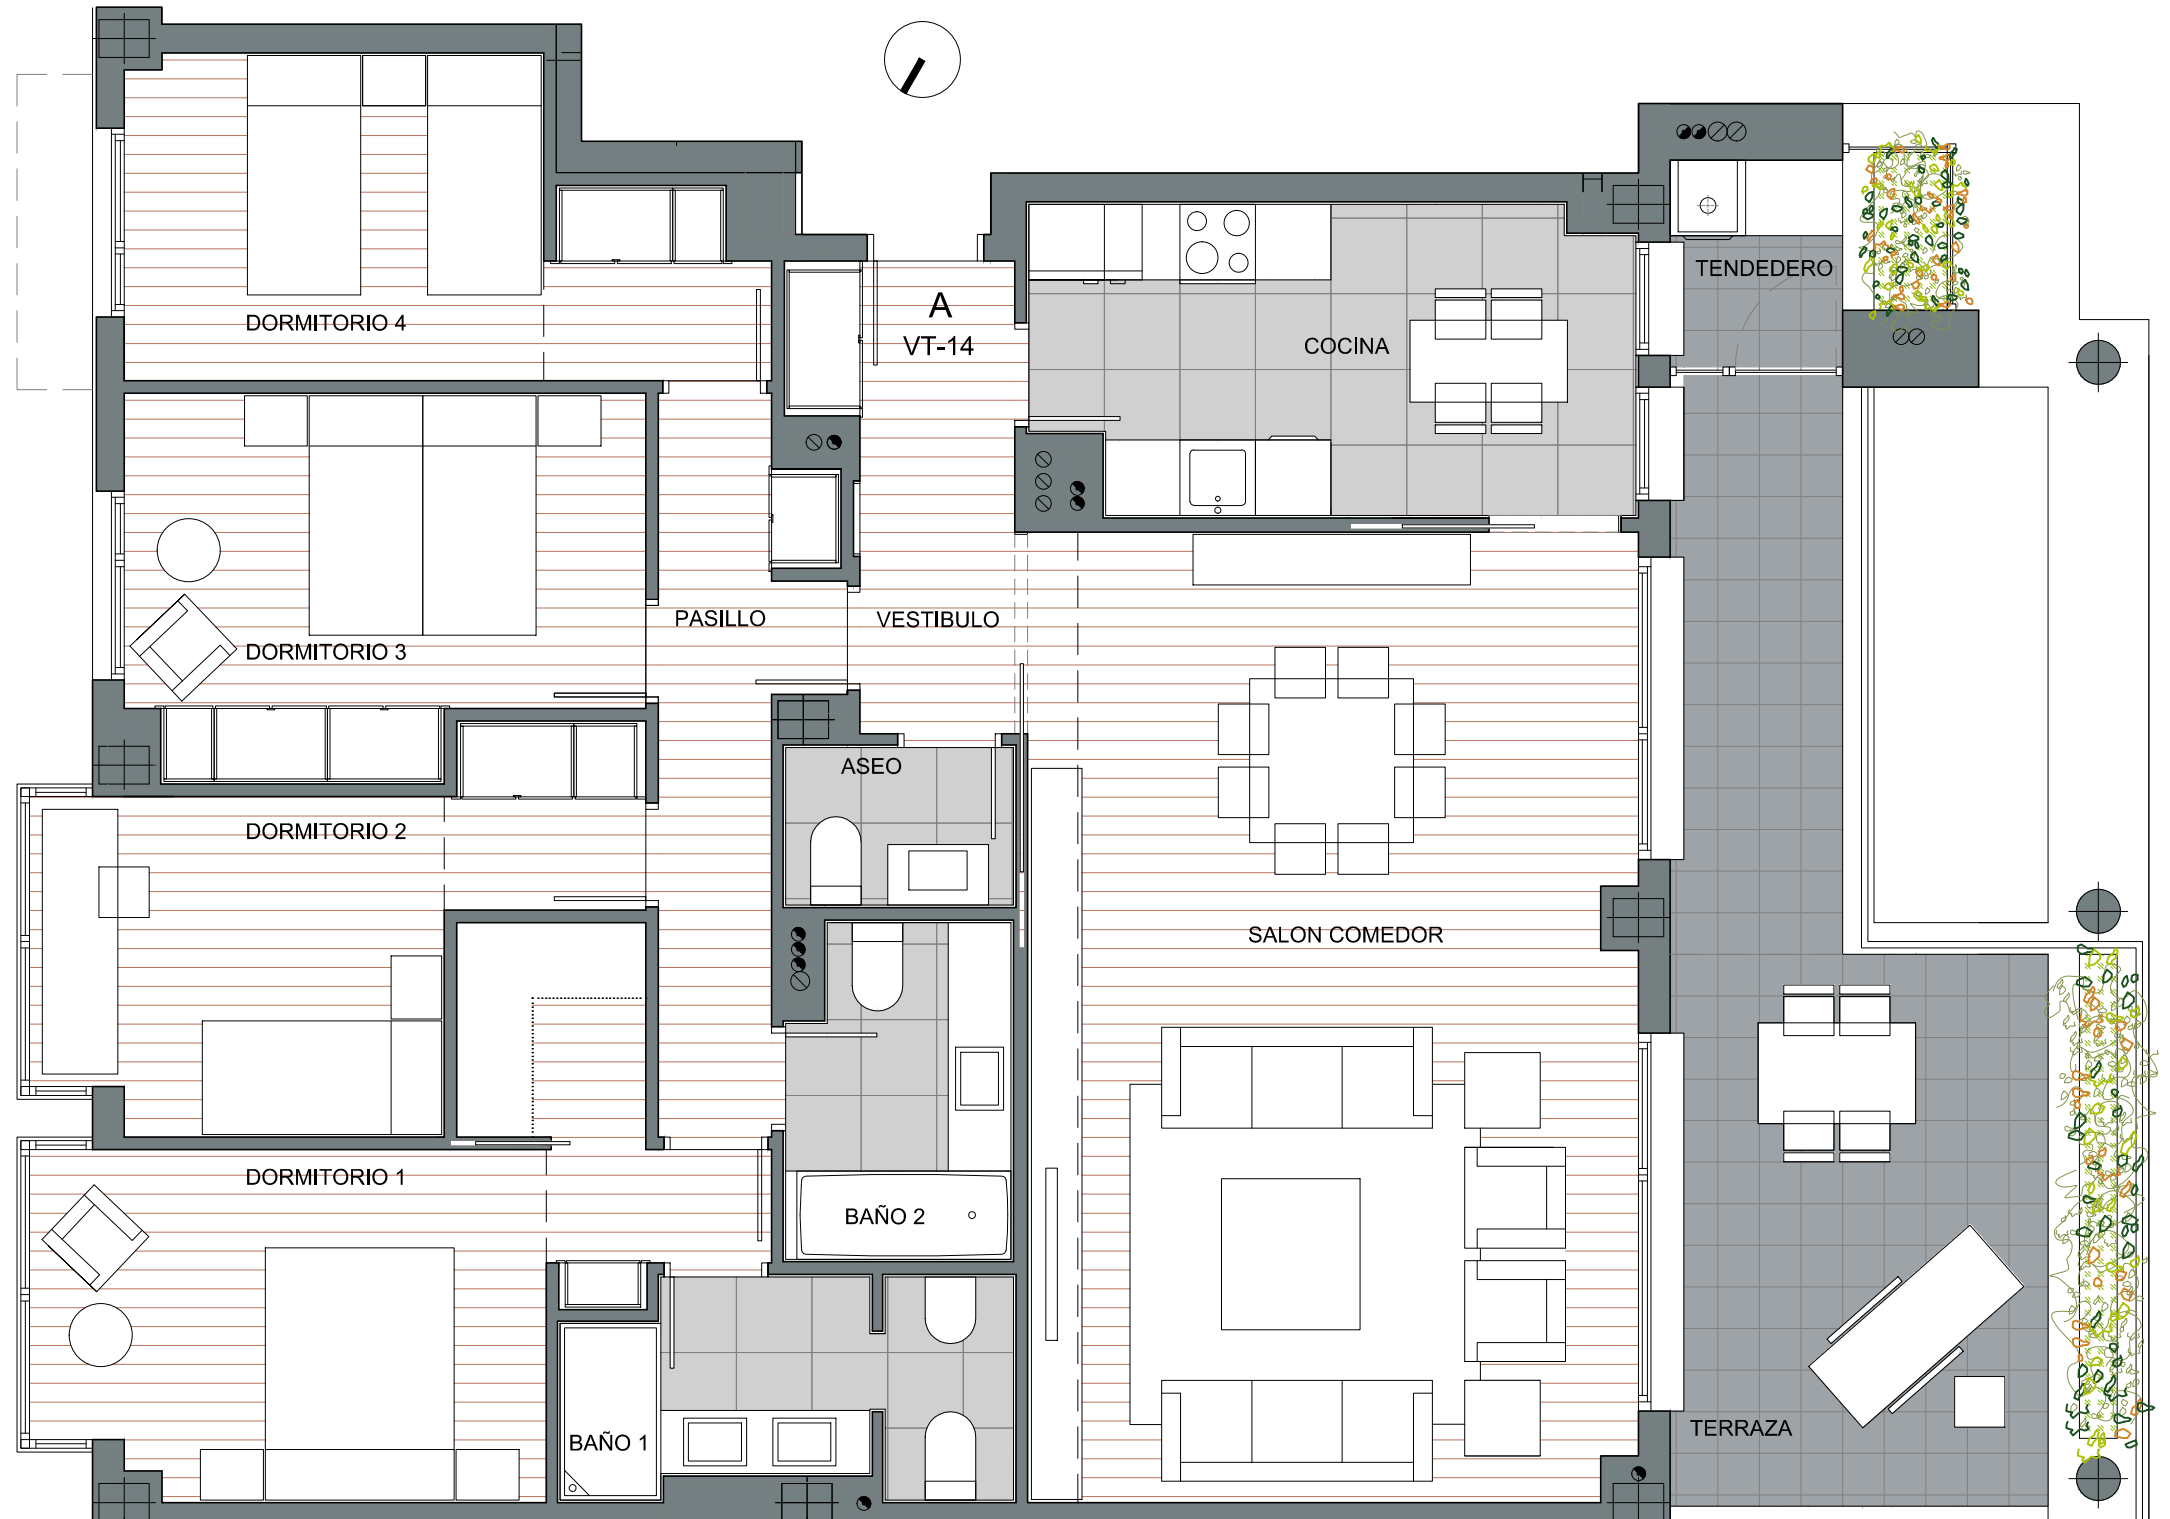 TENDEDERO
A
VT-14
DORMITORIO 4
COCINA
PASILLO
VESTIBULO
DORMITORIO 3
ASEO
DORMITORIO 2
SALON COMEDOR
DORMITORIO 1
BAÑO 2
BAÑO 1
TERRAZA